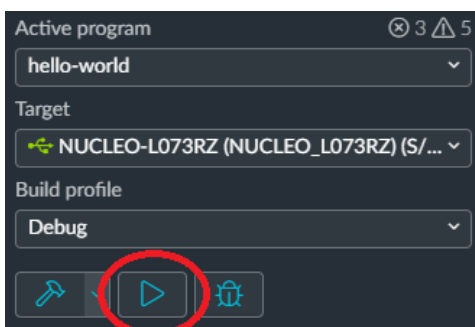 Active program 3 5
hello-world
Target
NUCLEO-L073RZ (NUCLEO_L073RZ) (S/...
Build profile
Debug